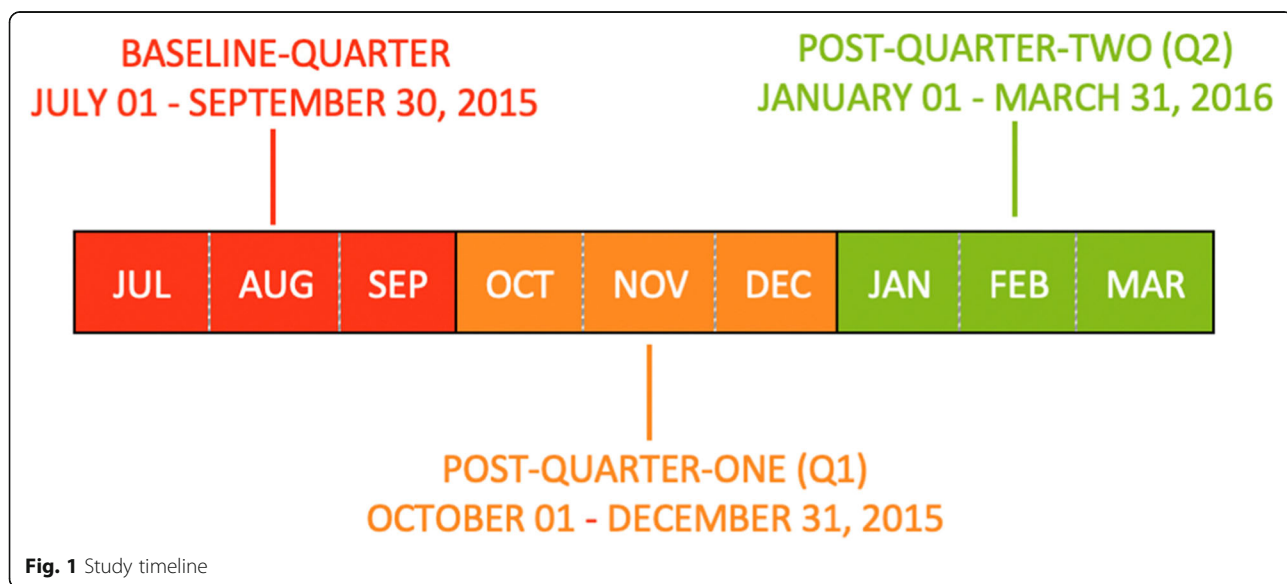 BASELINE-QUARTER
JULY 01 - SEPTEMBER 30, 2015
POST-QUARTER-TWO (Q2)
JANUARY 01 - MARCH 31, 2016
JUL AUG SEP OCT NOV DEC JAN FEB MAR
POST-QUARTER-ONE (Q1)
OCTOBER 01 - DECEMBER 31, 2015
Fig. 1 Study timeline